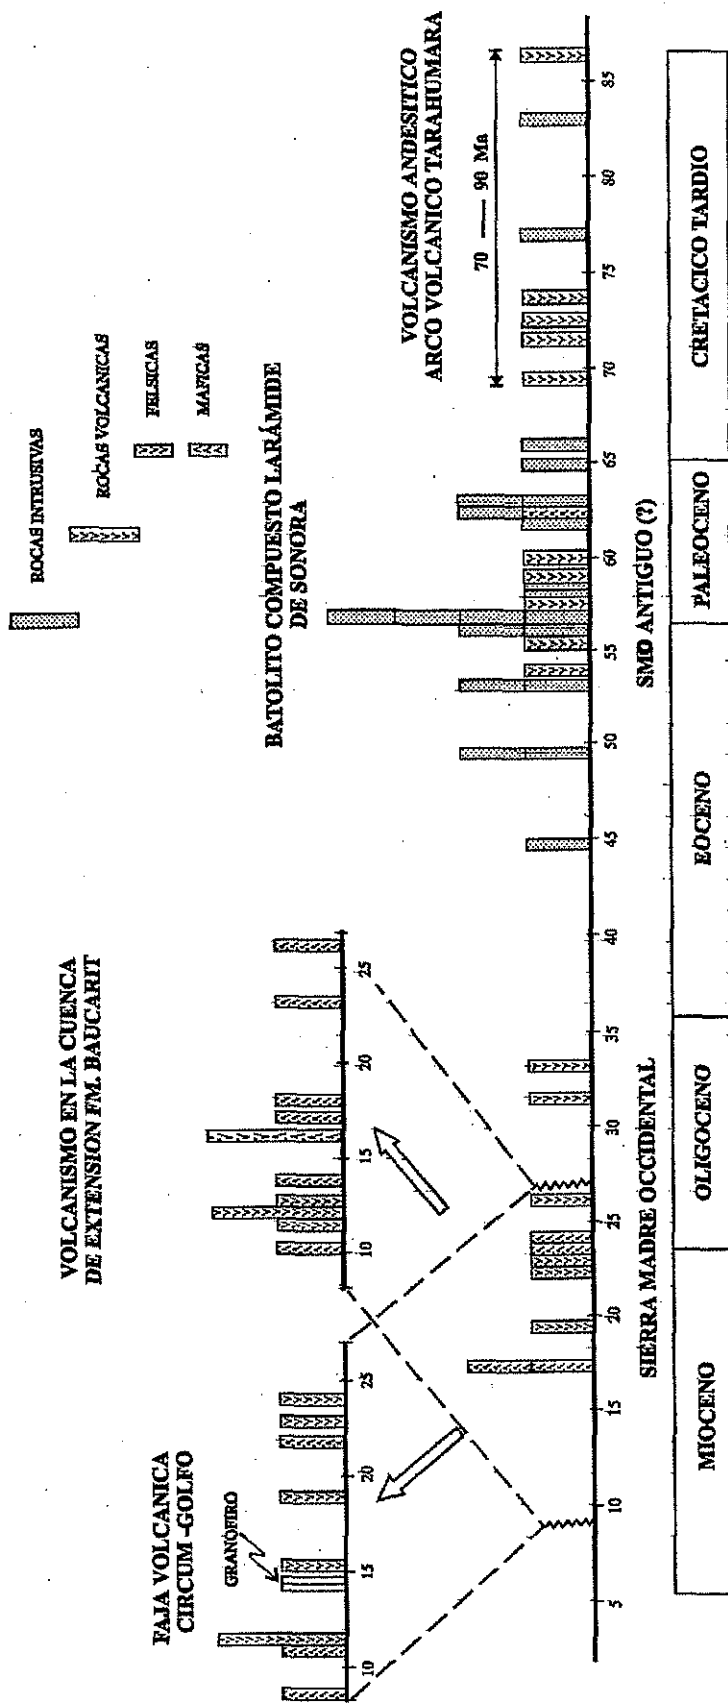 ROCAS INTRUSIVAS
ROCAS VOLCANICAS
FELSICAS
MAFICAS
VOLCANISMO EN LA CUENCA
DE EXTENSION FM. BAUCARIT
10 15 20 25
FAJA VOLCANICA
CIRCUM -GOLFO
GRANOFIRO
10 15 20 25
BATOLITO COMPUESTO LARÁMIDE
DE SONORA
VOLCANISMO ANDESITICO
ARCO VOLCANICO TARAHUMARA
70 — 90 Ma
5 10 15 20 25 30 35 40 45 50 55 60 65 70 75 80 85
SIERRA MADRE OCCIDENTAL
SMO ANTIGUO (?)
MIOCENO
OLIGOCENO
EOCENO
PALEOCENO
CRETACICO TARDIO